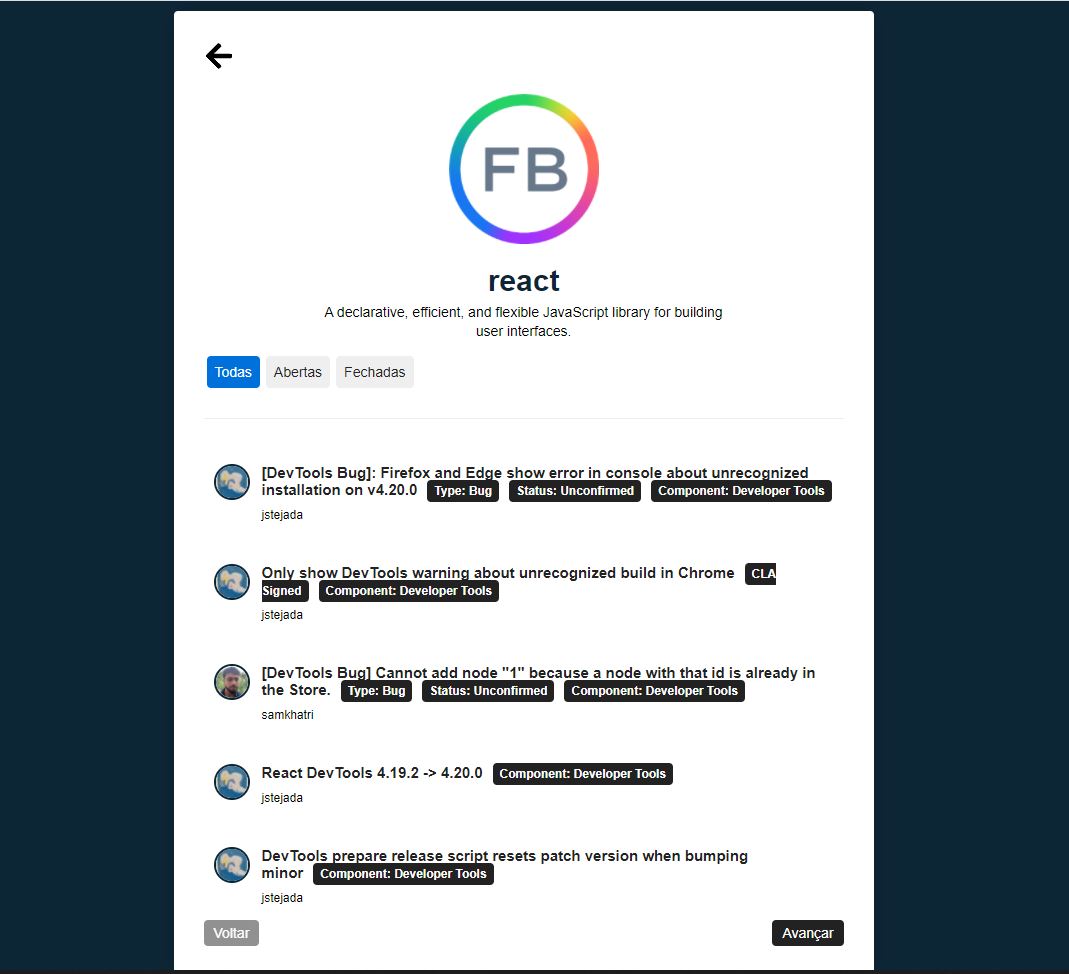 FB
react
A declarative, efficient, and flexible JavaScript library for building
user interfaces.
Todas Abertas Fechadas
[DevTools Bug]: Firefox and Edge show error in console about unrecognized
installation on v4.20.0 Type: Bug Status: Unconfirmed Component: Developer Tools
jstejada
Only show DevTools warning about unrecognized build in Chrome CLA
Signed Component: Developer Tools
jstejada
[DevTools Bug] Cannot add node "1" because a node with that id is already in
the Store. Type: Bug Status: Unconfirmed Component: Developer Tools
samkhatri
React DevTools 4.19.2 -> 4.20.0 Component: Developer Tools
jstejada
DevTools prepare release script resets patch version when bumping
minor Component: Developer Tools
jstejada
Voltar Avançar